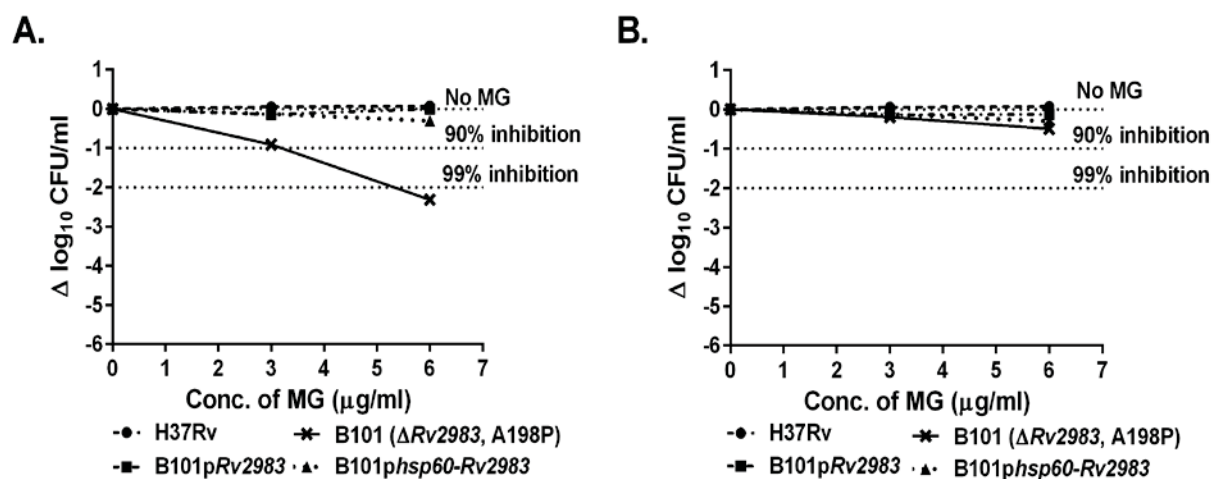 A.
1
0
-1
-2
-3
-4
-5
-6
Δ log10 CFU/ml
No MG
90% inhibition
99% inhibition
0 1 2 3 4 5 6 7
Conc. of MG (μg/ml)
H37Rv
B101 (ΔRv2983, A198P)
B101pRv2983
B101phsp60-Rv2983
B.
1
0
-1
-2
-3
-4
-5
-6
Δ log10 CFU/ml
No MG
90% inhibition
99% inhibition
0 1 2 3 4 5 6 7
Conc. of MG (μg/ml)
H37Rv
B101 (ΔRv2983, A198P)
B101pRv2983
B101phsp60-Rv2983